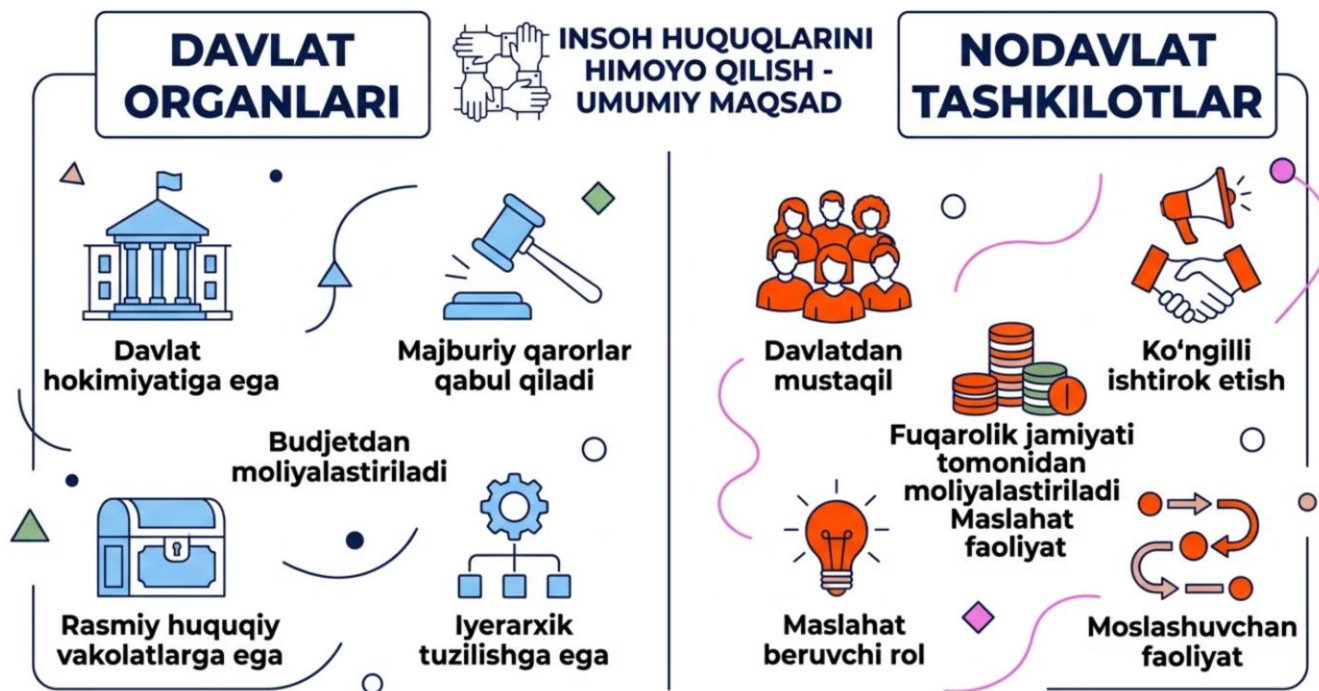 DAVLAT
ORGANLARI
INSOH HUQUQLARINI
HIMOYO QILISH -
UMUMIY MAQSAD
NODAVLAT
TASHKILOTLAR
Davlat
hokimiyatiga ega
Majburiy qarorlar
qabul qiladi
Budjetdan
moliyalastiriladi
Rasmiy huquqiy
vakolatlarga ega
Iyerarxik
tuzilishga ega
Davlatdan
mustaqil
Ko‘ngilli
ishtirok etish
Fuqarolik jamiyati
tomonidan
moliyalastiriladi
Maslahat
faoliyat
Maslahat
beruvchi rol
Moslashuvchan
faoliyat